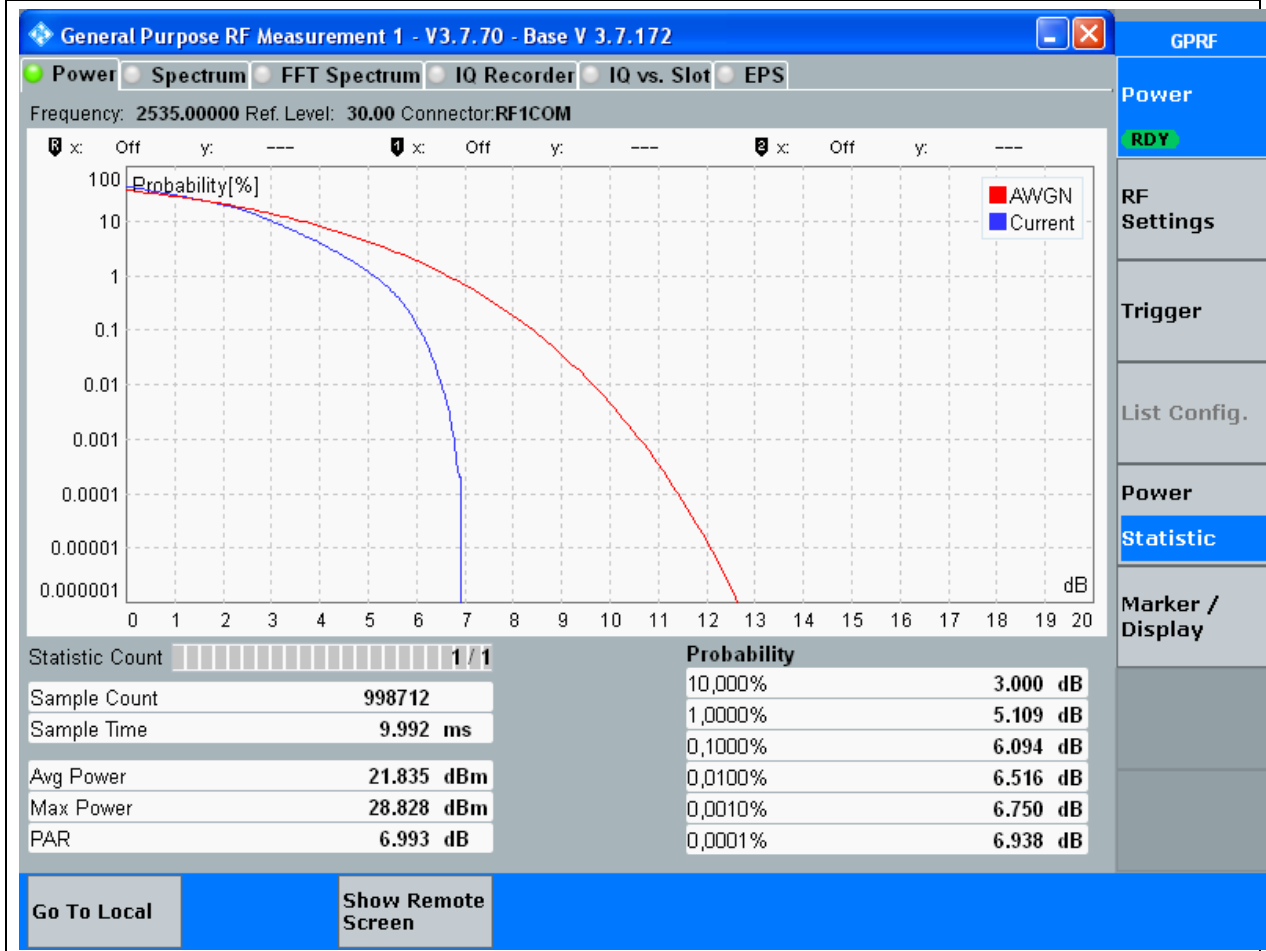 General Purpose RF Measurement 1 - V3.7.70 - Base V 3.7.172
GPRF
Power Spectrum FFT Spectrum IQ Recorder IQ vs. Slot EPS
Frequency: 2535.00000 Ref. Level: 30.00 Connector:RF1COM
R x: Off y: --- 1 x: Off y: --- 2 x: Off y: ---
Probability[%]
100
10
1
0.1
0.01
0.001
0.0001
0.00001
0.000001
AWGN
Current
dB
0 1 2 3 4 5 6 7 8 9 10 11 12 13 14 15 16 17 18 19 20
Statistic Count 1 / 1
Sample Count 998712
Sample Time 9.992 ms
Avg Power 21.835 dBm
Max Power 28.828 dBm
PAR 6.993 dB
Probability
10,000% 3.000 dB
1,0000% 5.109 dB
0,1000% 6.094 dB
0,0100% 6.516 dB
0,0010% 6.750 dB
0,0001% 6.938 dB
Power
RDY
RF
Settings
Trigger
List Config.
Power
Statistic
Marker /
Display
Go To Local
Show Remote
Screen